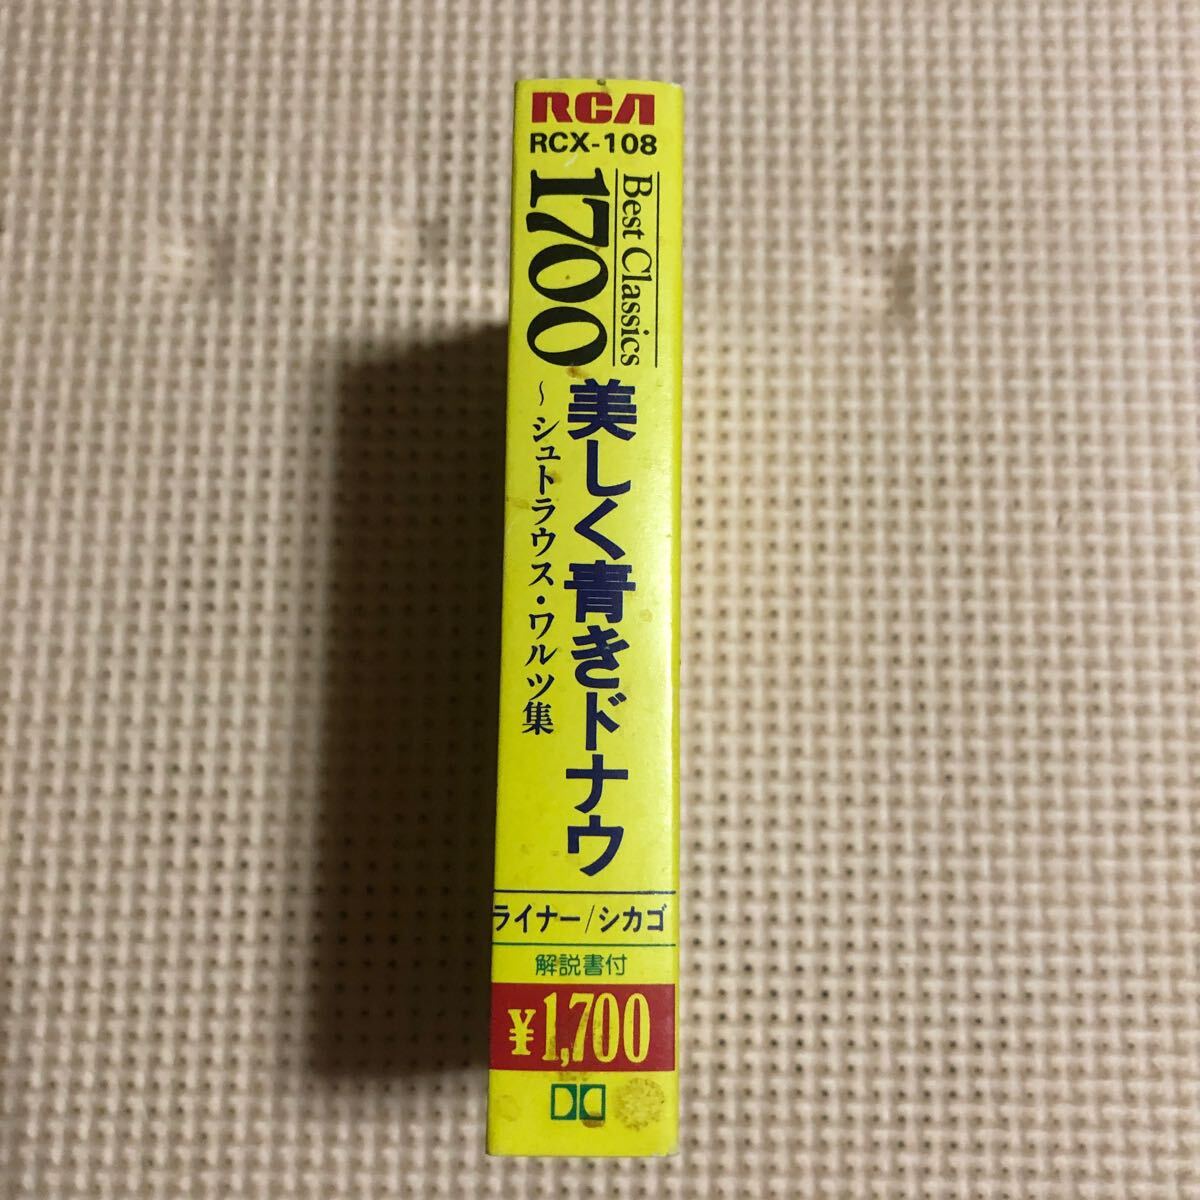 RCA
RCX-108
Best Classics
1700
美しく青きドナウ
~シュトラウス・ワルツ集
ライナー/シカゴ
解説書付
¥1,700